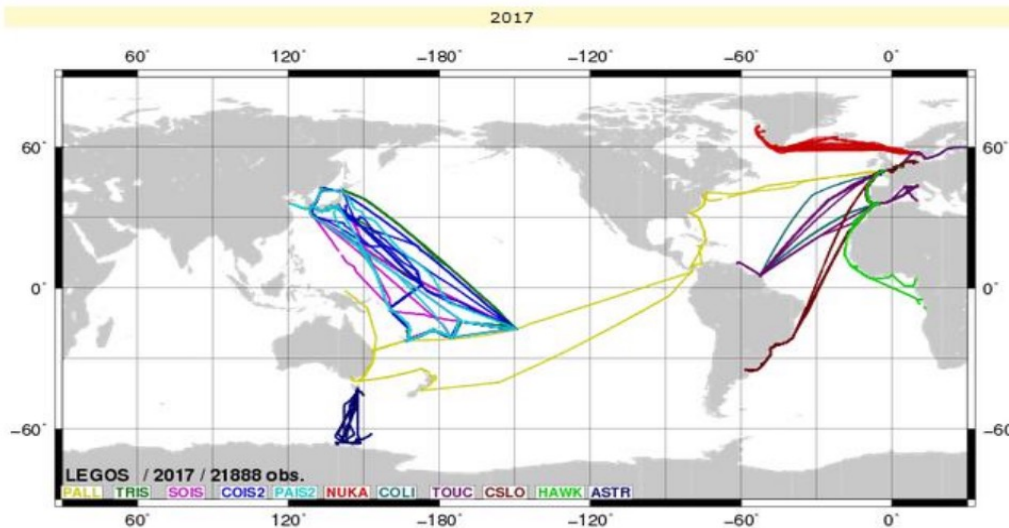 2017
60° 120° −180° −120° −60° 0°
60° 60°
0° 0°
−60° −60°
LEGOS / 2017 / 21888 obs.
PALL TRIS SOIS COIS2 PAIS2 NUKA COLI TOUC CSLO HAWK ASTR
60° 120° −180° −120° −60° 0°